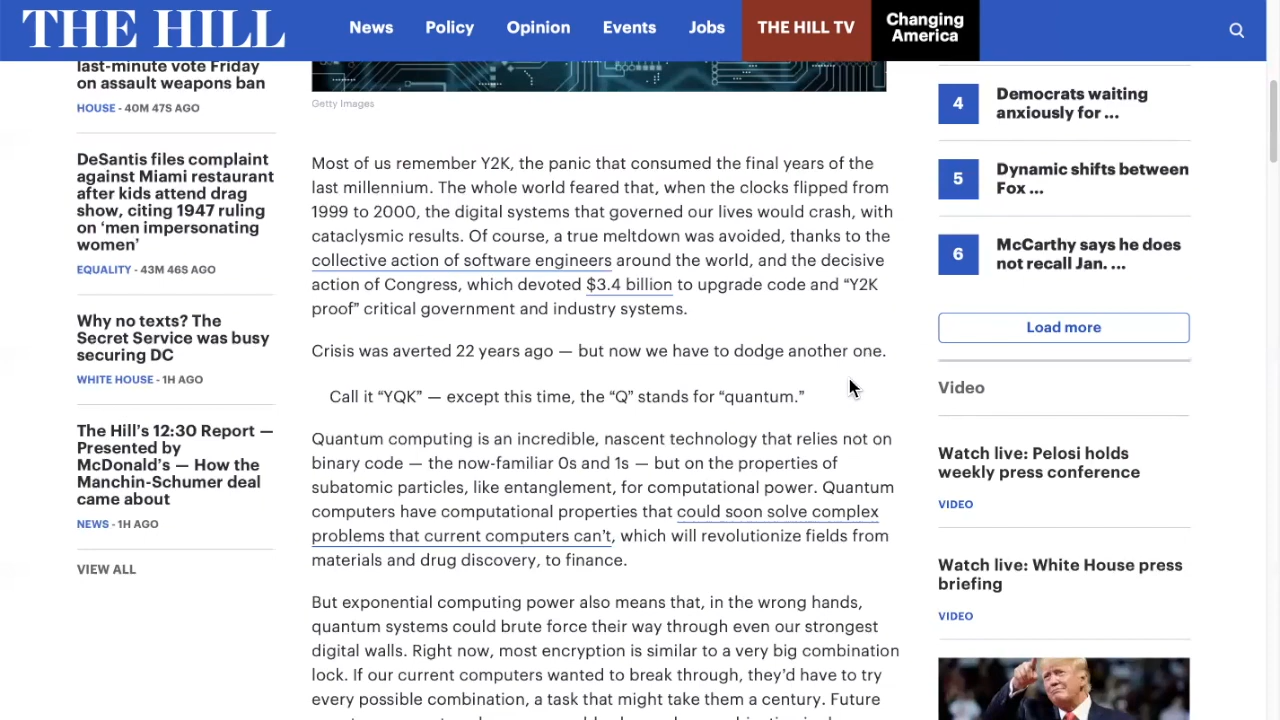 THE HILL
News
Policy
Opinion
Events
Jobs
THE HILL TV
Changing
America
last-minute vote Friday
on assault weapons ban
HOUSE - 40M 47S AGO
DeSantis files complaint
against Miami restaurant
after kids attend drag
show, citing 1947 ruling
on ‘men impersonating
women’
EQUALITY - 43M 46S AGO
Why no texts? The
Secret Service was busy
securing DC
WHITE HOUSE - 1H AGO
The Hill’s 12:30 Report —
Presented by
McDonald’s — How the
Manchin-Schumer deal
came about
NEWS - 1H AGO
VIEW ALL
Getty Images
Most of us remember Y2K, the panic that consumed the final years of the
last millennium. The whole world feared that, when the clocks flipped from
1999 to 2000, the digital systems that governed our lives would crash, with
cataclysmic results. Of course, a true meltdown was avoided, thanks to the
collective action of software engineers around the world, and the decisive
action of Congress, which devoted $3.4 billion to upgrade code and “Y2K
proof” critical government and industry systems.
Crisis was averted 22 years ago — but now we have to dodge another one.
Call it “YQK” — except this time, the “Q” stands for “quantum.”
Quantum computing is an incredible, nascent technology that relies not on
binary code — the now-familiar 0s and 1s — but on the properties of
subatomic particles, like entanglement, for computational power. Quantum
computers have computational properties that could soon solve complex
problems that current computers can’t, which will revolutionize fields from
materials and drug discovery, to finance.
But exponential computing power also means that, in the wrong hands,
quantum systems could brute force their way through even our strongest
digital walls. Right now, most encryption is similar to a very big combination
lock. If our current computers wanted to break through, they’d have to try
every possible combination, a task that might take them a century. Future
4
Democrats waiting
anxiously for ...
5
Dynamic shifts between
Fox ...
6
McCarthy says he does
not recall Jan. ...
Load more
Video
Watch live: Pelosi holds
weekly press conference
VIDEO
Watch live: White House press
briefing
VIDEO